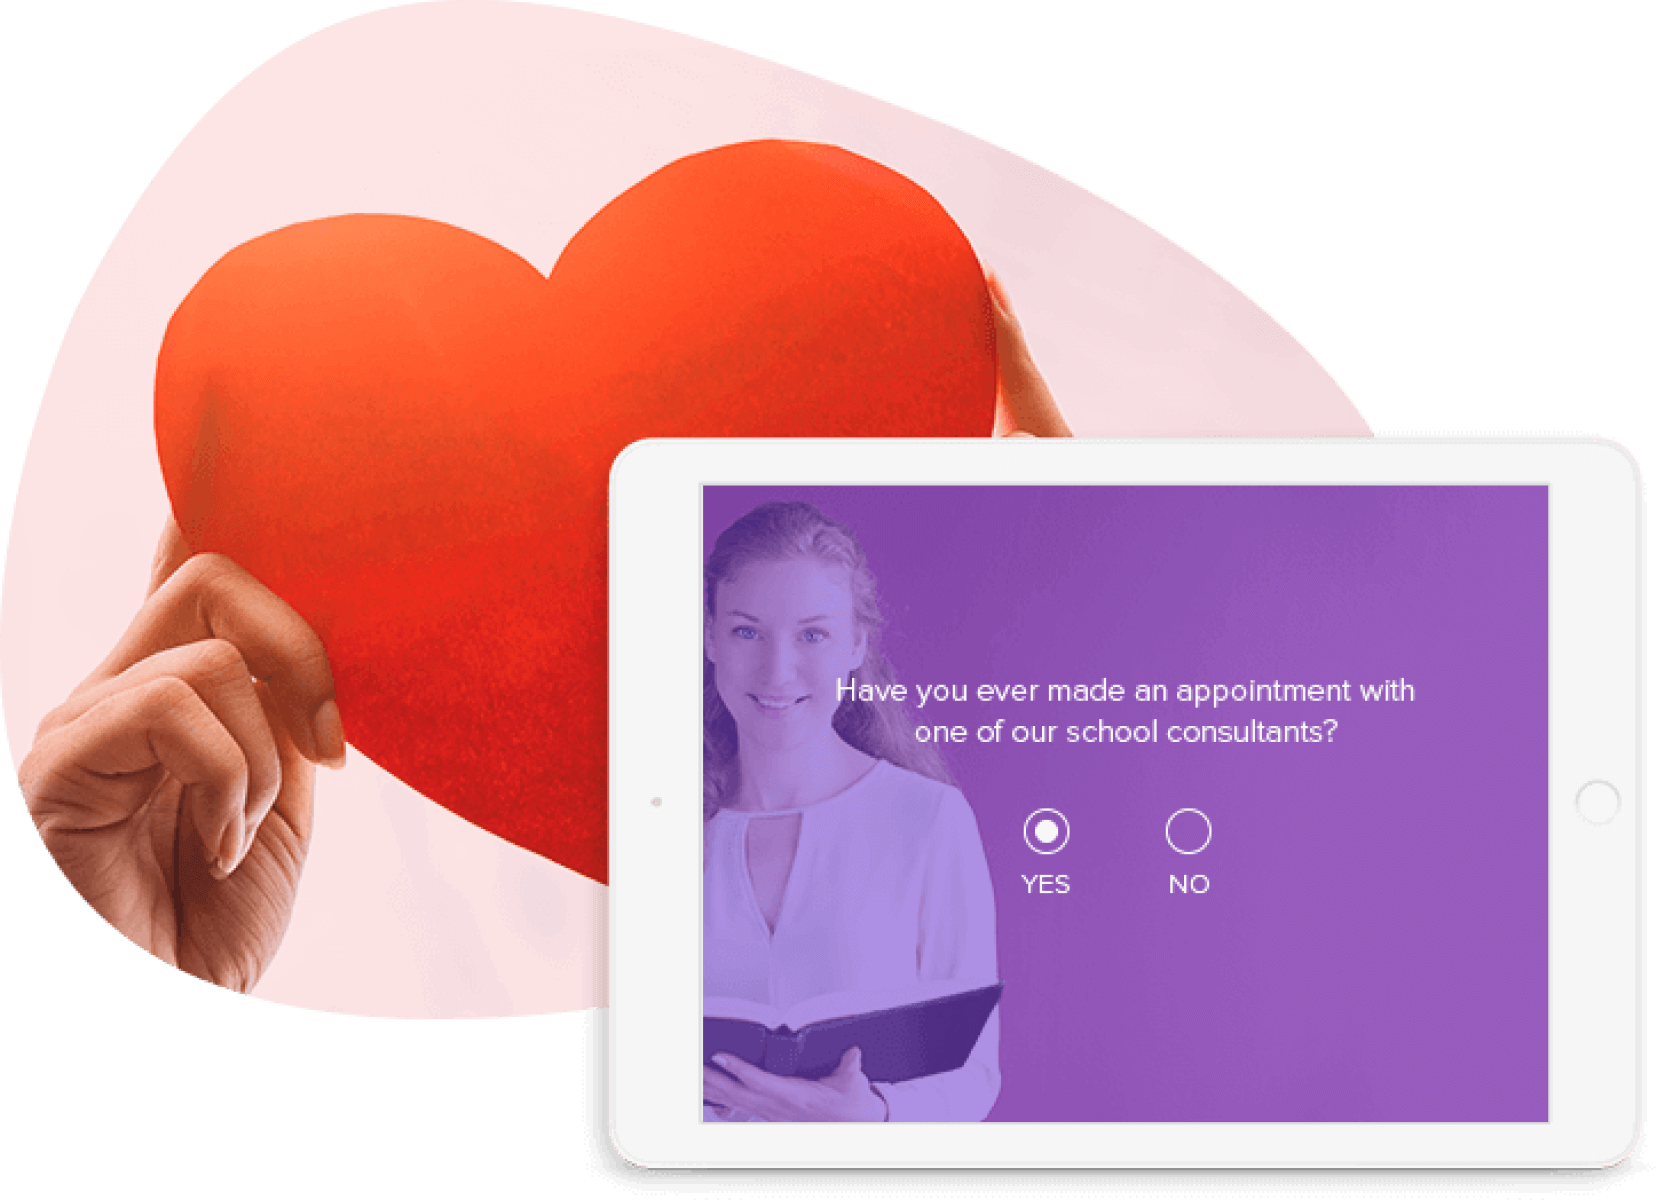 Have you ever made an appointment with
one of our school consultants?
YES
NO